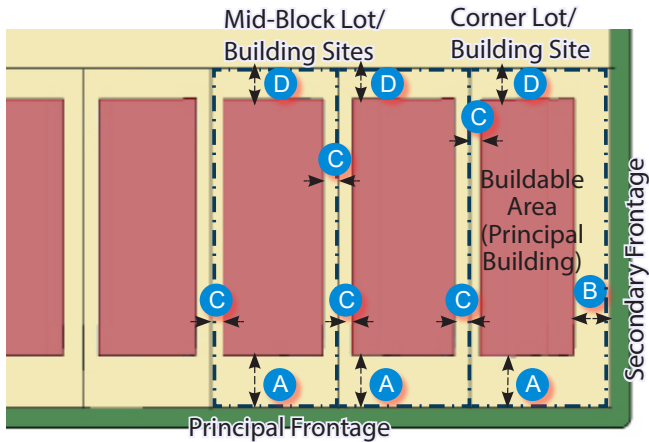 Mid-Block Lot/
Building Sites
Corner Lot/
Building Site
D
D
D
C
C
Buildable
Area
(Principal
Building)
B
C
C
C
A
A
A
Secondary Frontage
Principal Frontage